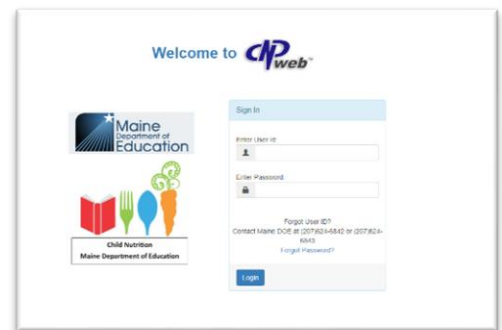 Welcome to CNPweb™
Maine
Department of
Education
Child Nutrition
Maine Department of Education
Sign In
Enter User Id:
Enter Password:
Forgot User ID?
Contact Maine DOE at (207)624-6842 or (207)624-
6843
Forgot Password?
Login